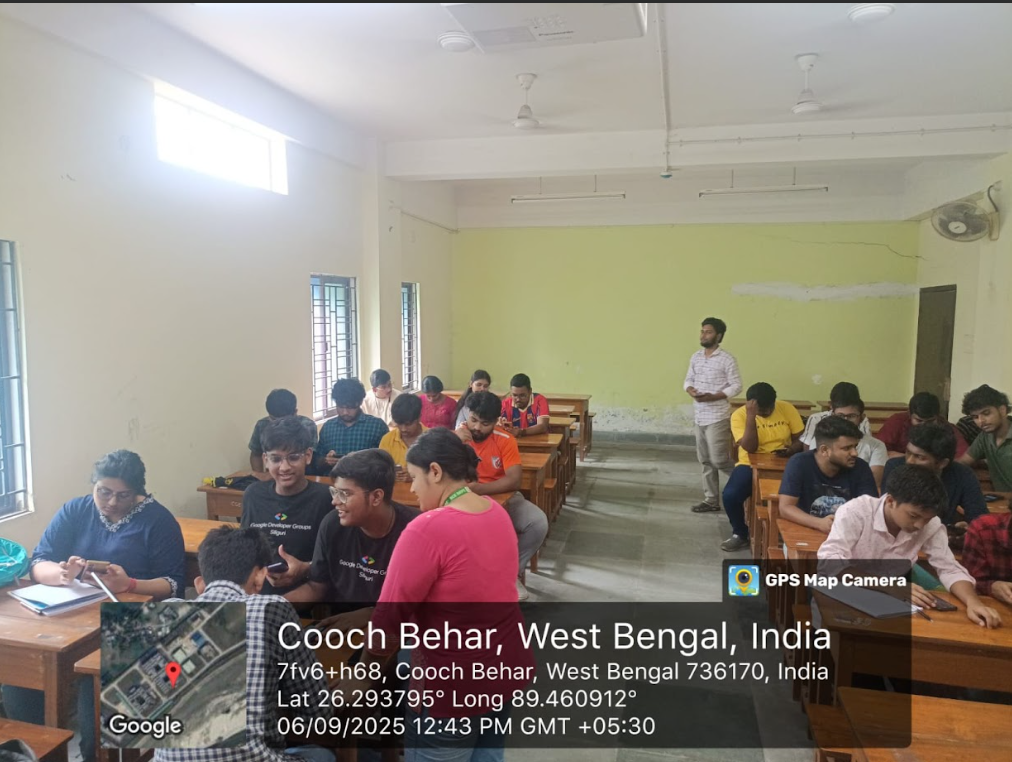 Google Developer Groups
Siliguri
Google Developer Groups
Siliguri
GPS Map Camera
Cooch Behar, West Bengal, India
7fv6+h68, Cooch Behar, West Bengal 736170, India
Lat 26.293795° Long 89.460912°
06/09/2025 12:43 PM GMT +05:30
Google